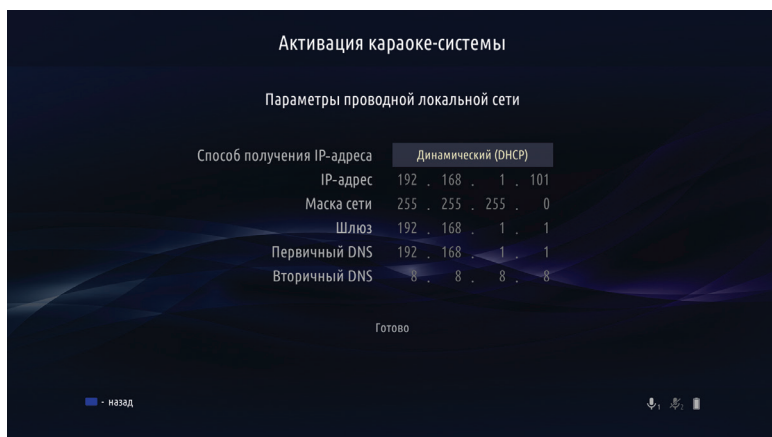 Активация караоке-системы
Параметры проводной локальной сети
Способ получения IP-адреса Динамический (DHCP)
IP-адрес 192 . 168 . 1 . 101
Маска сети 255 . 255 . 255 . 0
Шлюз 192 . 168 . 1 . 1
Первичный DNS 192 . 168 . 1 . 1
Вторичный DNS 8 . 8 . 8 . 8
Готово
- назад 1 2